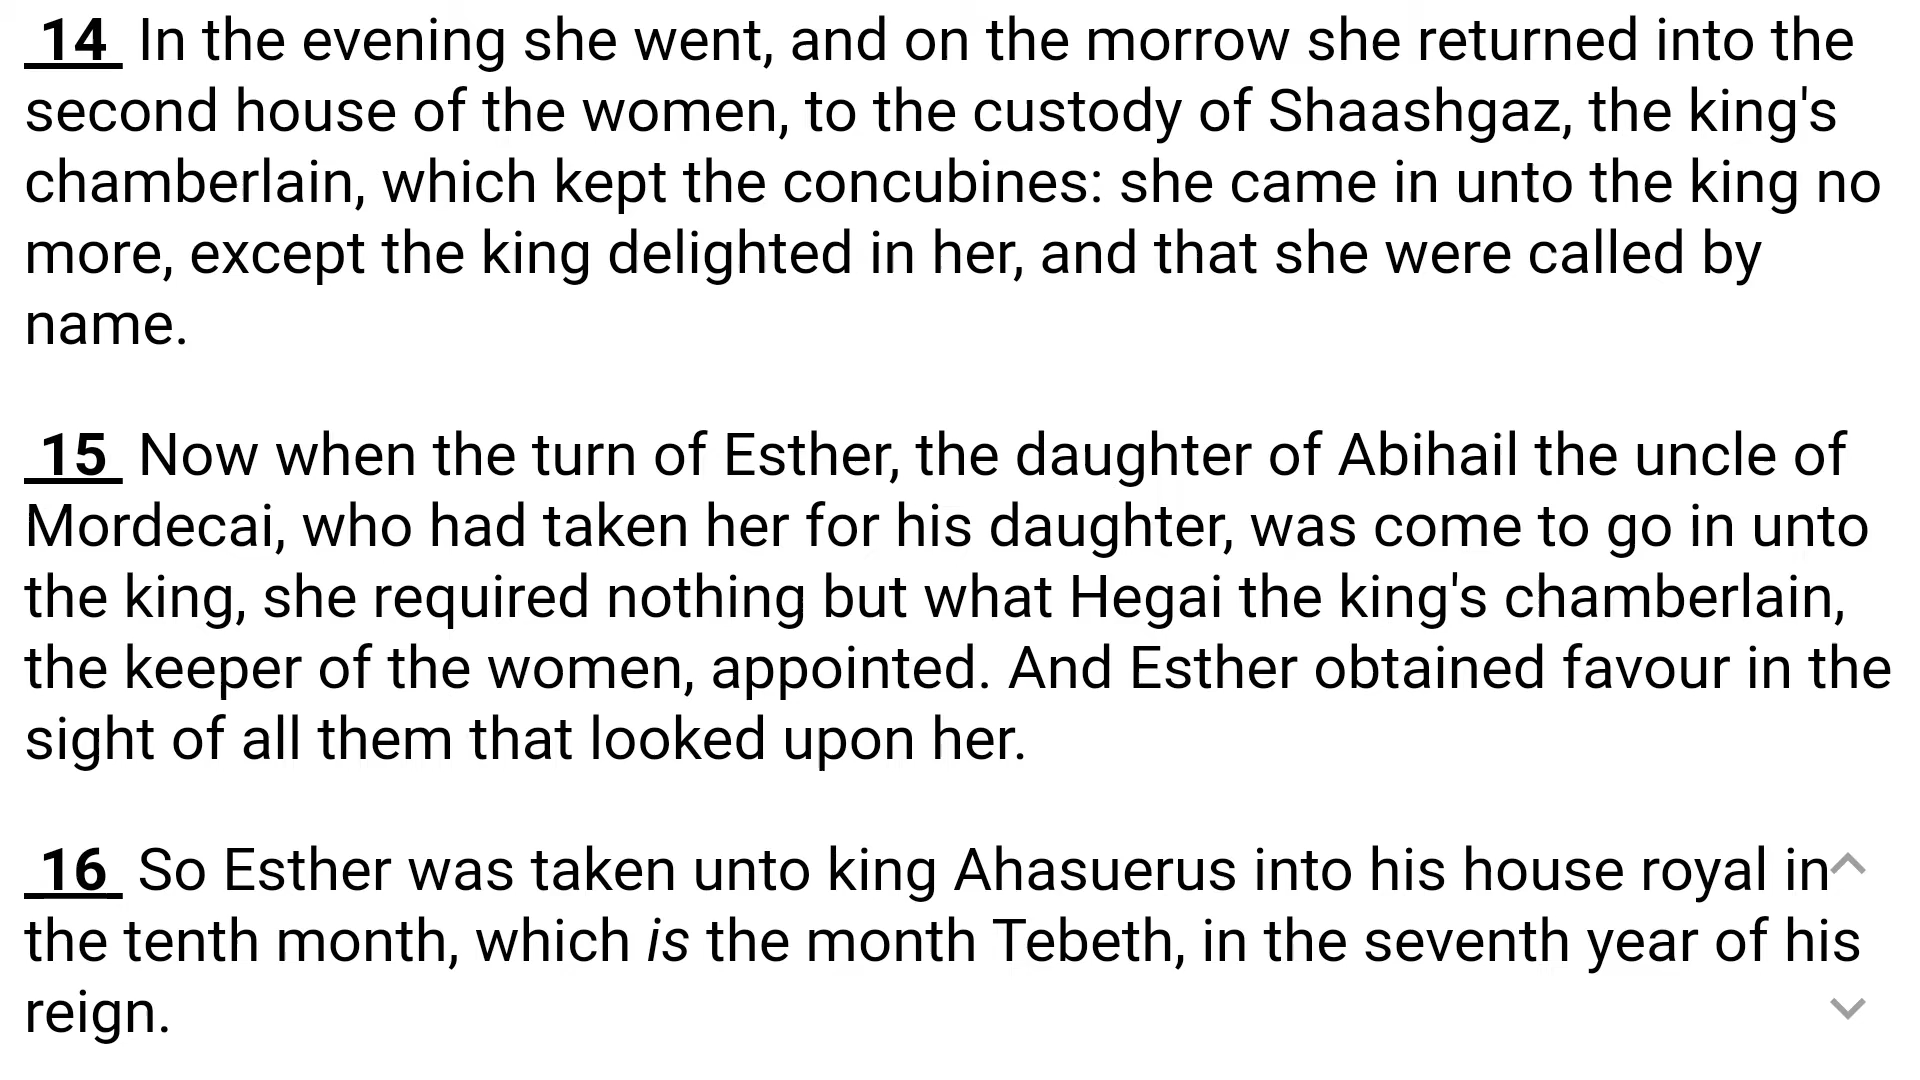 14 In the evening she went, and on the morrow she returned into the
second house of the women, to the custody of Shaashgaz, the king's
chamberlain, which kept the concubines: she came in unto the king no
more, except the king delighted in her, and that she were called by
name.
15 Now when the turn of Esther, the daughter of Abihail the uncle of
Mordecai, who had taken her for his daughter, was come to go in unto
the king, she required nothing but what Hegai the king's chamberlain,
the keeper of the women, appointed. And Esther obtained favour in the
sight of all them that looked upon her.
16 So Esther was taken unto king Ahasuerus into his house royal in
the tenth month, which is the month Tebeth, in the seventh year of his
reign.